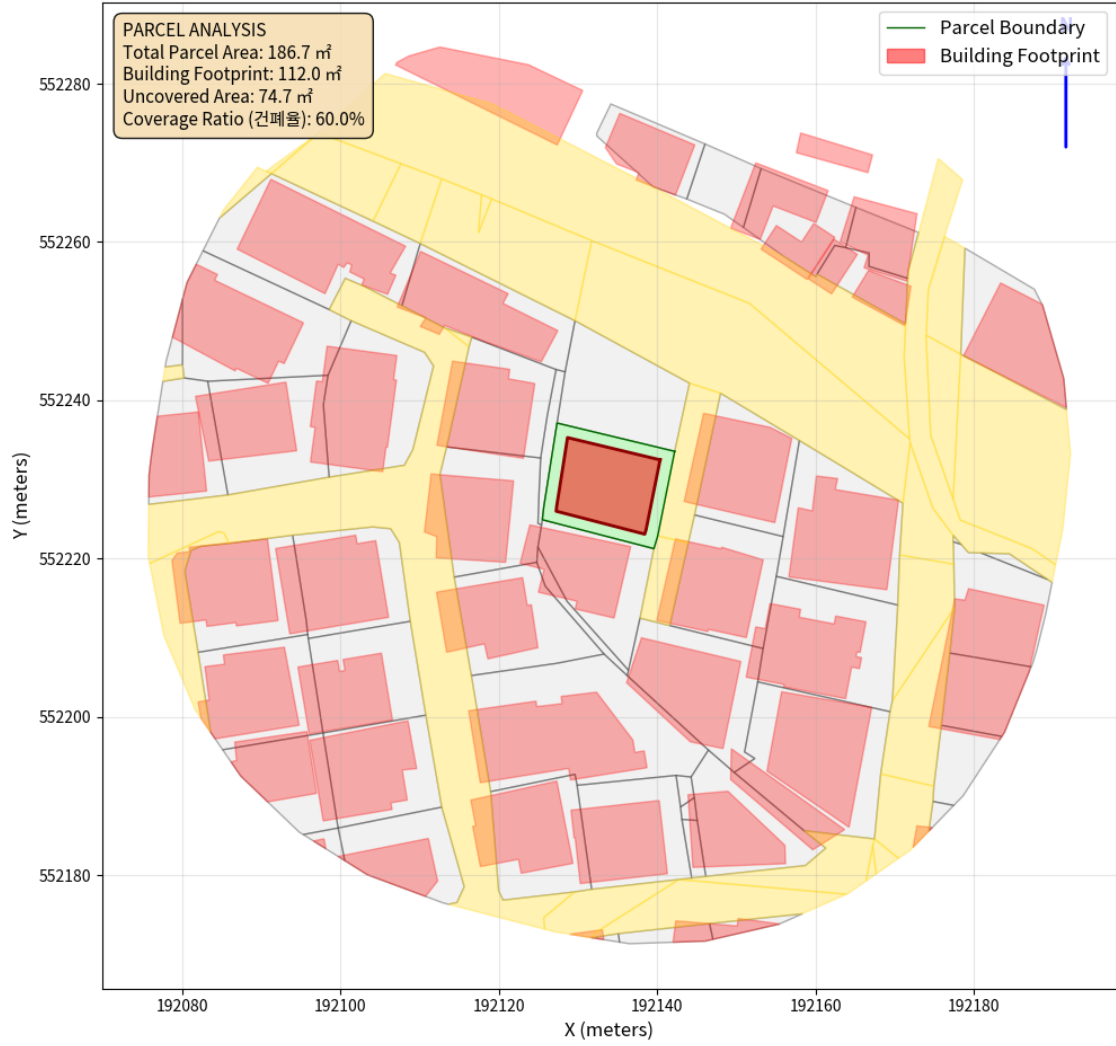 PARCEL ANALYSIS
Total Parcel Area: 186.7 ㎡
Building Footprint: 112.0 ㎡
Uncovered Area: 74.7 ㎡
Coverage Ratio (건폐율): 60.0%
Parcel Boundary
Building Footprint
N
552280
552260
552240
552220
552200
552180
Y (meters)
192080
192100
192120
192140
192160
192180
X (meters)